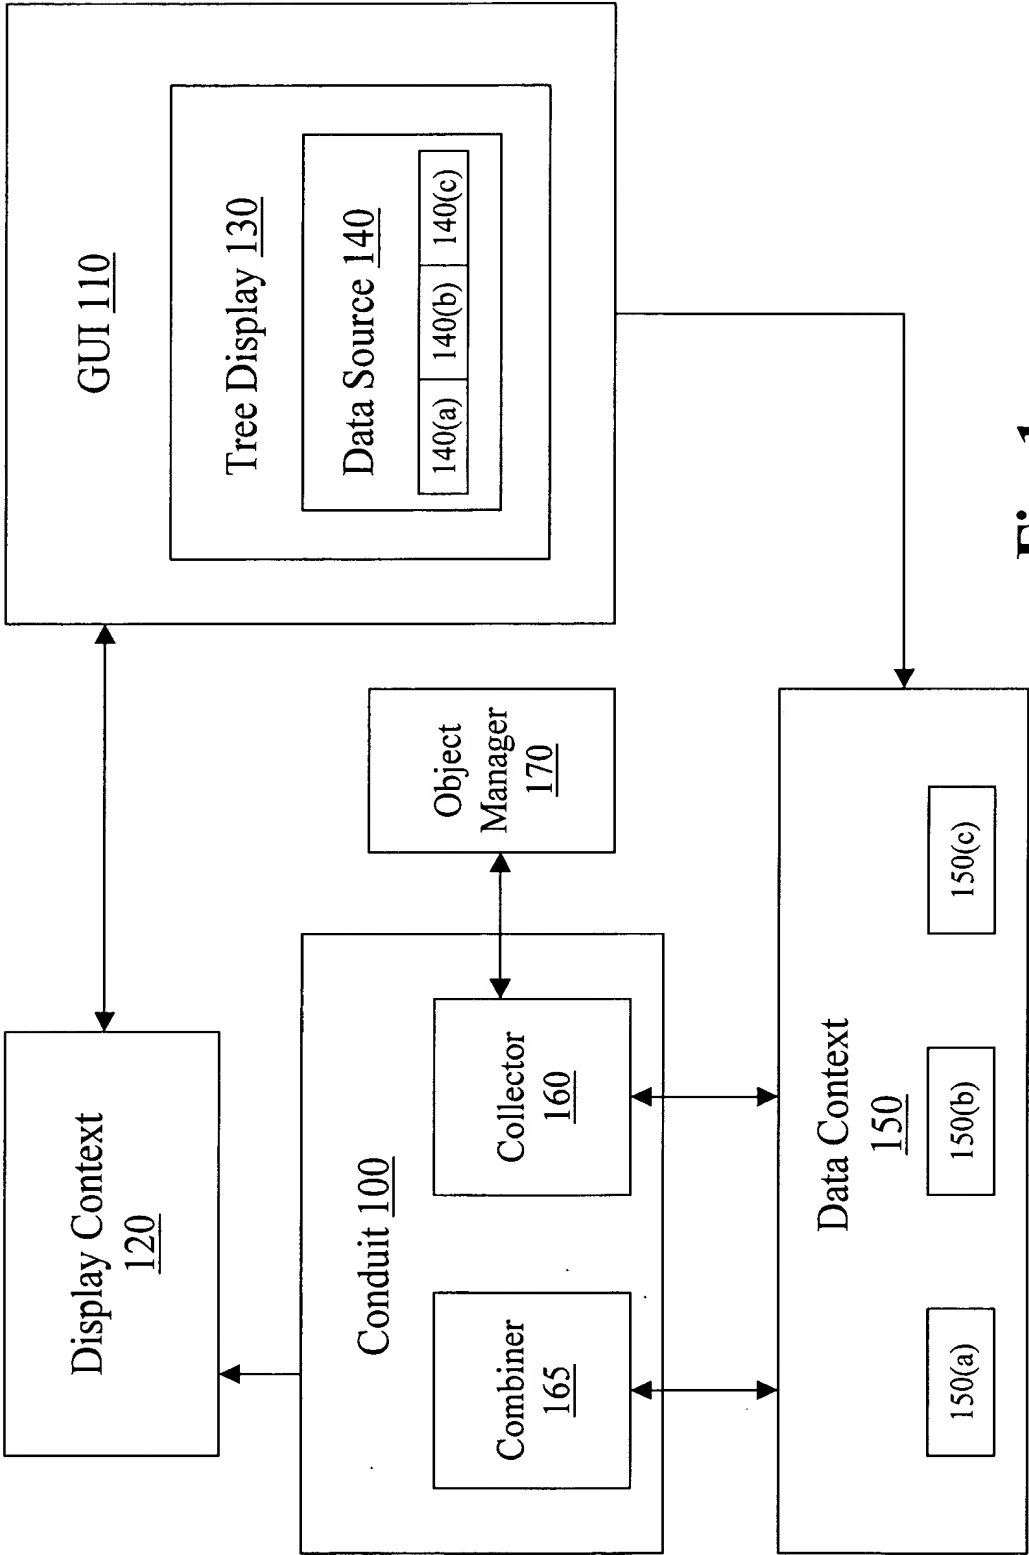 Display Context
120
GUI 110
Tree Display 130
Data Source 140
140(a) 140(b) 140(c)
Conduit 100
Combiner
165
Collector
160
Object
Manager
170
Data Context
150
150(a) 150(b) 150(c)